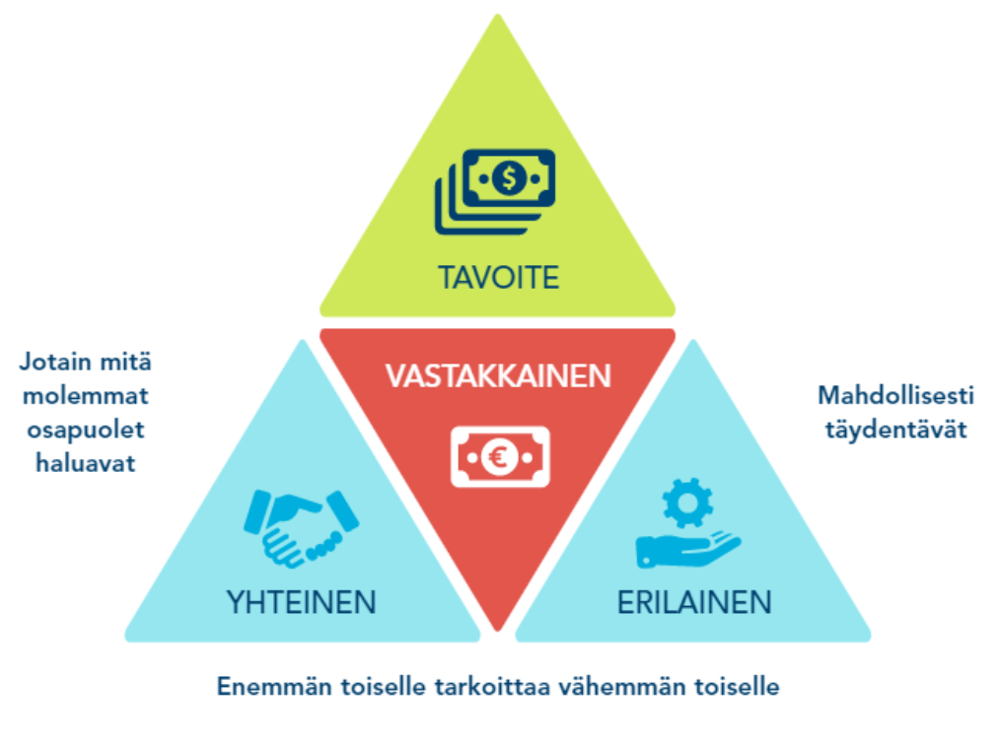 $
TAVOITE
VASTAKKAINEN
€
Jotain mitä
molemmat
osapuolet
haluavat
Mahdollisesti
täydentävät
YHTEINEN
ERILAINEN
Enemmän toiselle tarkoittaa vähemmän toiselle